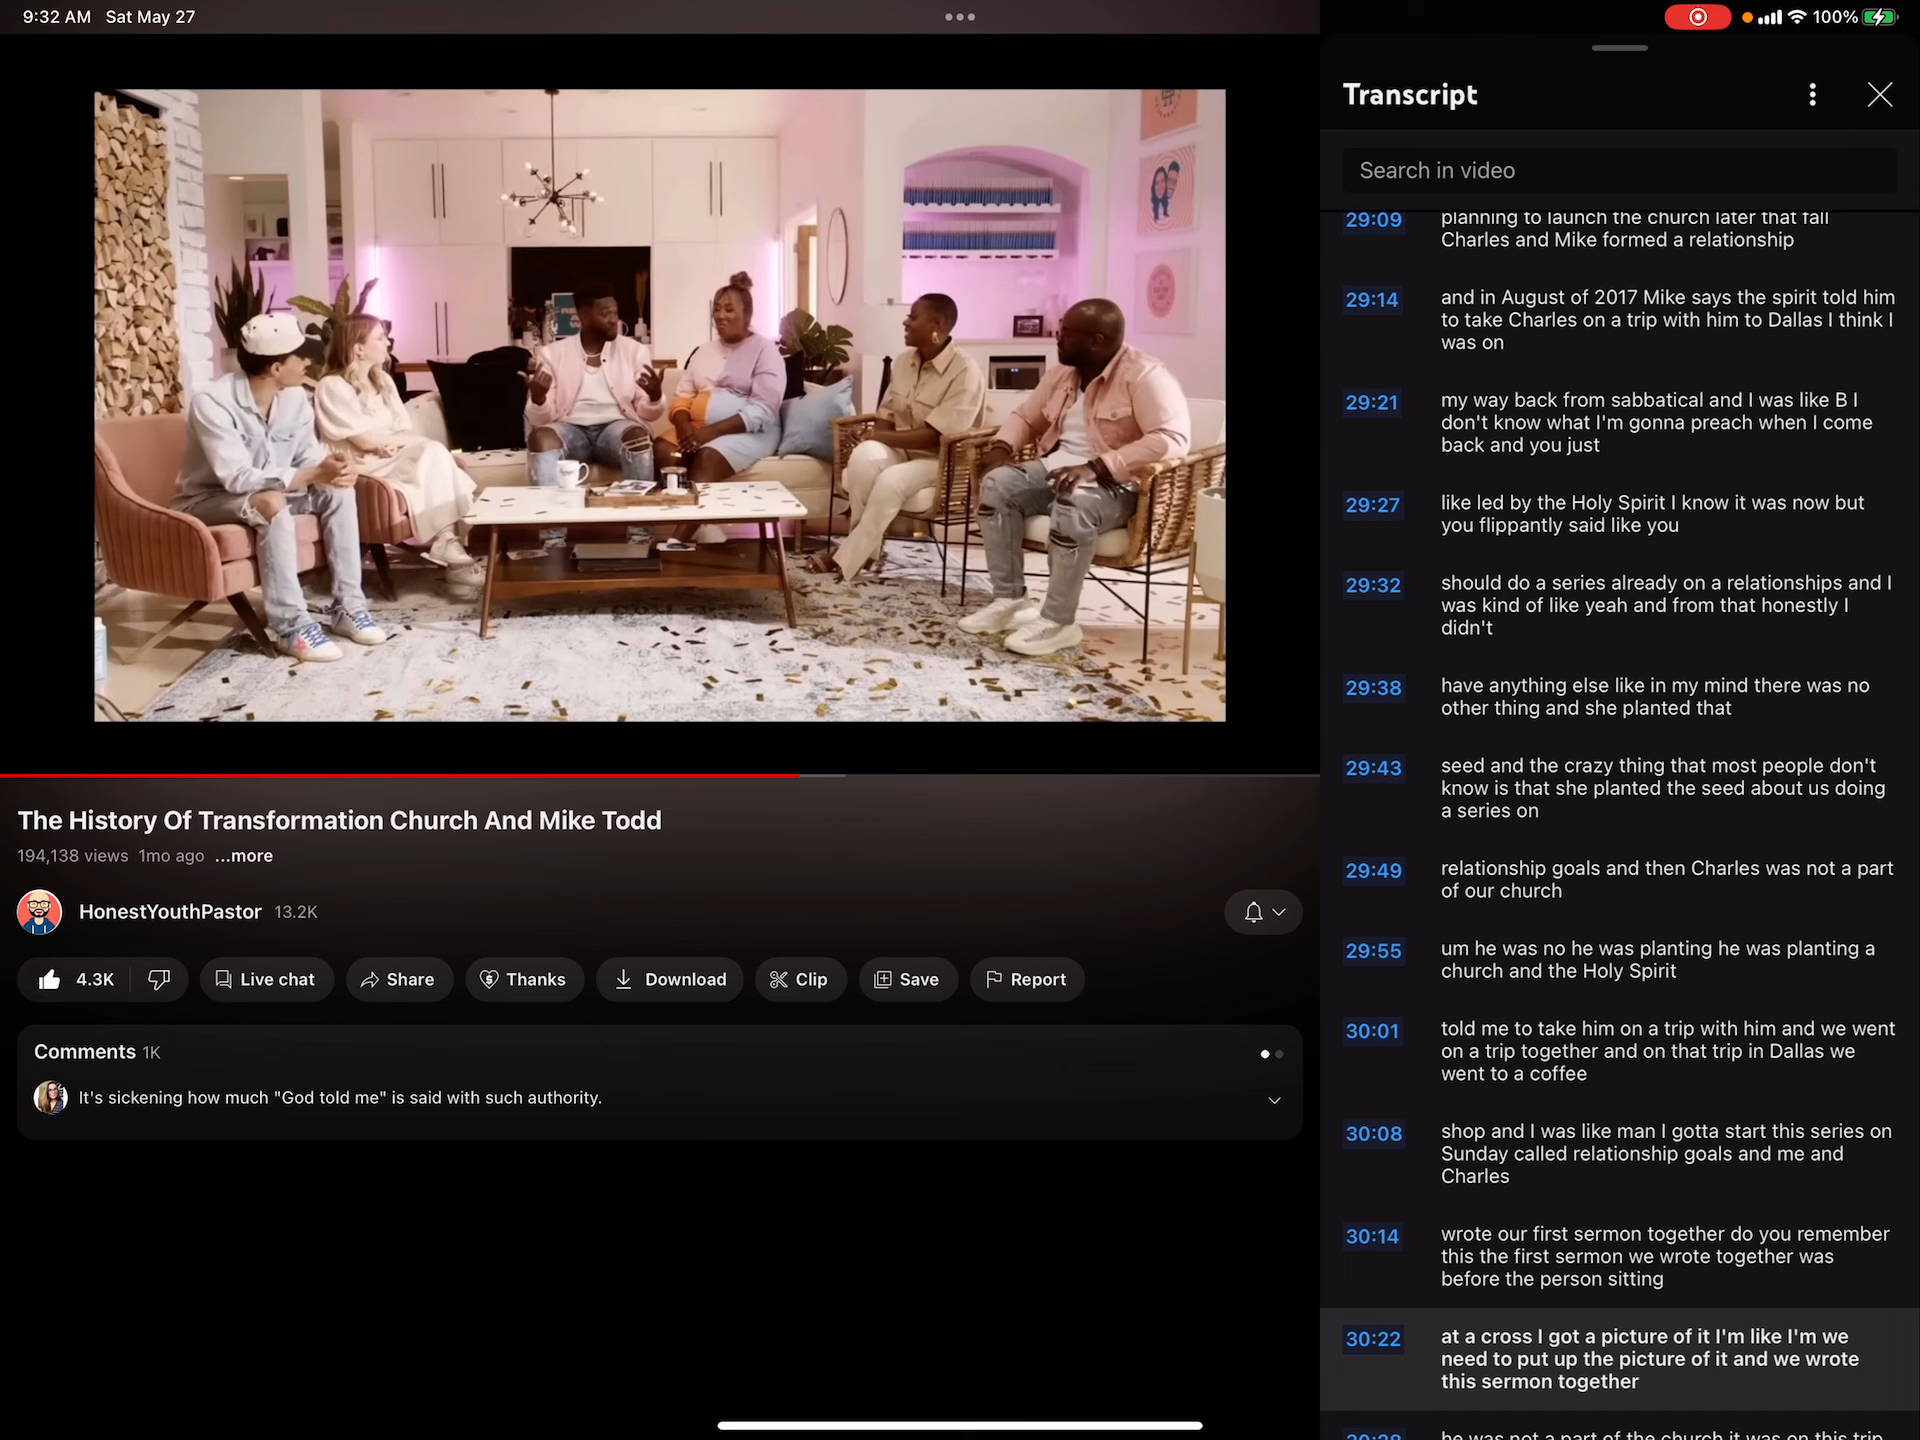 9:32 AM Sat May 27
100%
Transcript
Search in video
29:09
planning to launch the church later that fall
Charles and Mike formed a relationship
29:14
and in August of 2017 Mike says the spirit told him
to take Charles on a trip with him to Dallas I think I
was on
29:21
my way back from sabbatical and I was like B I
don't know what I'm gonna preach when I come
back and you just
29:27
like led by the Holy Spirit I know it was now but
you flippantly said like you
29:32
should do a series already on a relationships and I
was kind of like yeah and from that honestly I
didn't
29:38
have anything else like in my mind there was no
other thing and she planted that
29:43
seed and the crazy thing that most people don't
know is that she planted the seed about us doing
a series on
29:49
relationship goals and then Charles was not a part
of our church
29:55
um he was no he was planting he was planting a
church and the Holy Spirit
30:01
told me to take him on a trip with him and we went
on a trip together and on that trip in Dallas we
went to a coffee
30:08
shop and I was like man I gotta start this series on
Sunday called relationship goals and me and
Charles
30:14
wrote our first sermon together do you remember
this the first sermon we wrote together was
before the person sitting
30:22
at a cross I got a picture of it I'm like I'm we
need to put up the picture of it and we wrote
this sermon together
30:28
he was not a part of the church it was on this trip
The History Of Transformation Church And Mike Todd
194,138 views 1mo ago ...more
HonestYouthPastor 13.2K
4.3K
Live chat
Share
Thanks
Download
Clip
Save
Report
Comments 1K
It's sickening how much "God told me" is said with such authority.